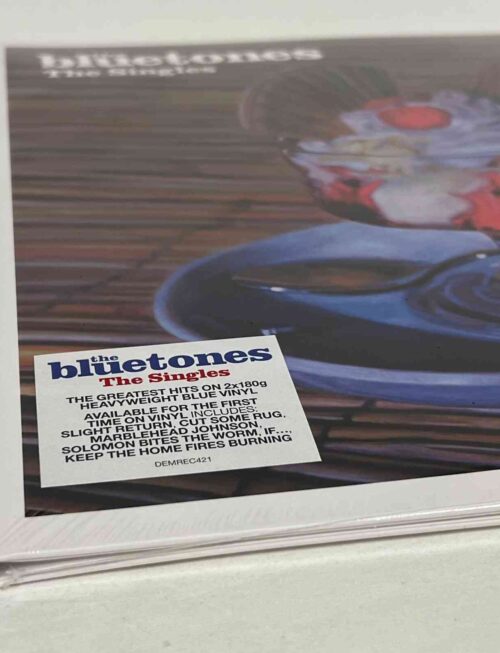 the
bluetones
The Singles
the
bluetones
The Singles
THE GREATEST HITS ON 2x180g
HEAVYWEIGHT BLUE VINYL
AVAILABLE FOR THE FIRST
TIME ON VINYL INCLUDES:
SLIGHT RETURN, CUT SOME RUG.
MARBLEHEAD JOHNSON,
SOLOMON BITES THE WORM, IF...,
KEEP THE HOME FIRES BURNING
DEMREC421